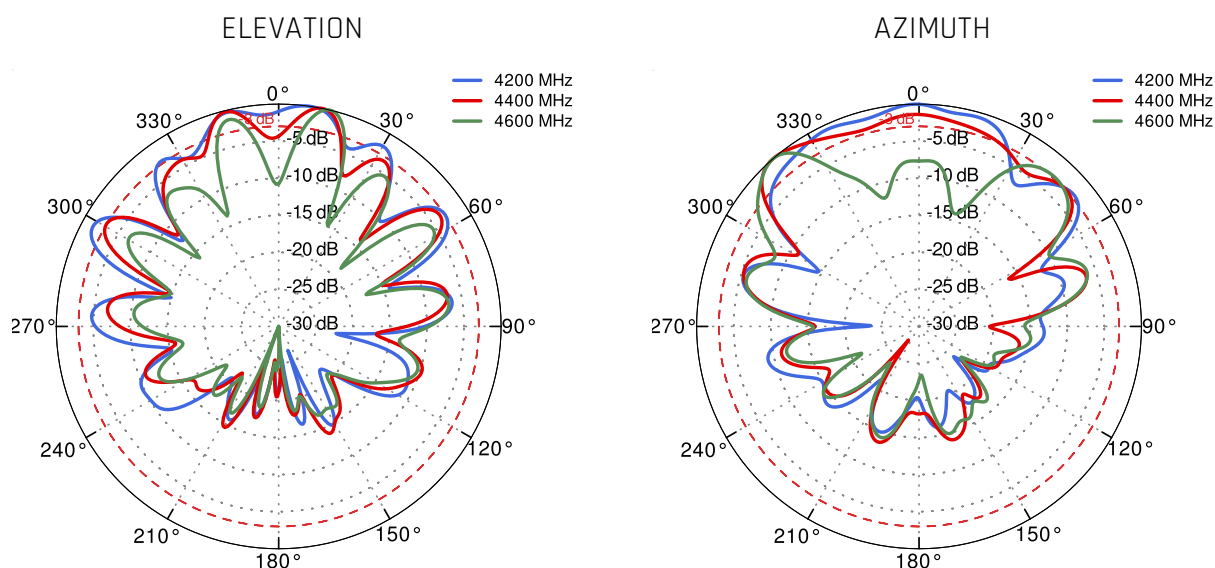 ELEVATION
4200 MHz
4400 MHz
4600 MHz
0°
30°
60°
90°
120°
150°
180°
210°
240°
270°
300°
330°
-3 dB
-5 dB
-10 dB
-15 dB
-20 dB
-25 dB
-30 dB
AZIMUTH
4200 MHz
4400 MHz
4600 MHz
0°
30°
60°
90°
120°
150°
180°
210°
240°
270°
300°
330°
-3 dB
-5 dB
-10 dB
-15 dB
-20 dB
-25 dB
-30 dB